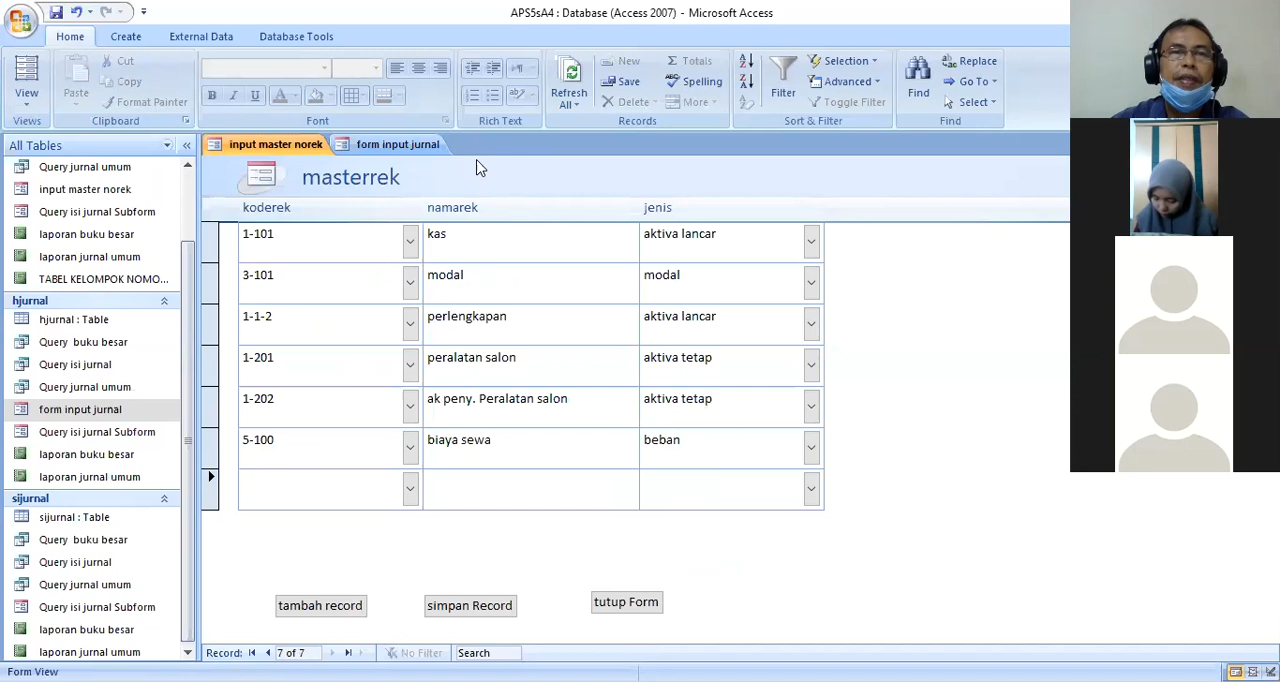 APS5sA4 : Database (Access 2007) - Microsoft Access
Home Create External Data Database Tools
View
Views
Paste
Cut
Copy
Format Painter
Clipboard
B I U A
Font
Rich Text
Refresh All
New
Save
Delete
Totals
Spelling
More
Records
Filter
Selection
Advanced
Toggle Filter
Sort & Filter
Find
Replace
Go To
Select
Find
All Tables
Query jurnal umum
input master norek
Query isi jurnal Subform
laporan buku besar
laporan jurnal umum
TABEL KELOMPOK NOMO...
hjurnal
hjurnal : Table
Query buku besar
Query isi jurnal
Query jurnal umum
form input jurnal
Query isi jurnal Subform
laporan buku besar
laporan jurnal umum
sijurnal
sijurnal : Table
Query buku besar
Query isi jurnal
Query jurnal umum
Query isi jurnal Subform
laporan buku besar
laporan jurnal umum
input master norek form input jurnal
masterrek
koderek namarek jenis
1-101 kas aktiva lancar
3-101 modal modal
1-1-2 perlengkapan aktiva lancar
1-201 peralatan salon aktiva tetap
1-202 ak peny. Peralatan salon aktiva tetap
5-100 biaya sewa beban
tambah record simpan Record tutup Form
Record: 7 of 7 No Filter Search
Form View